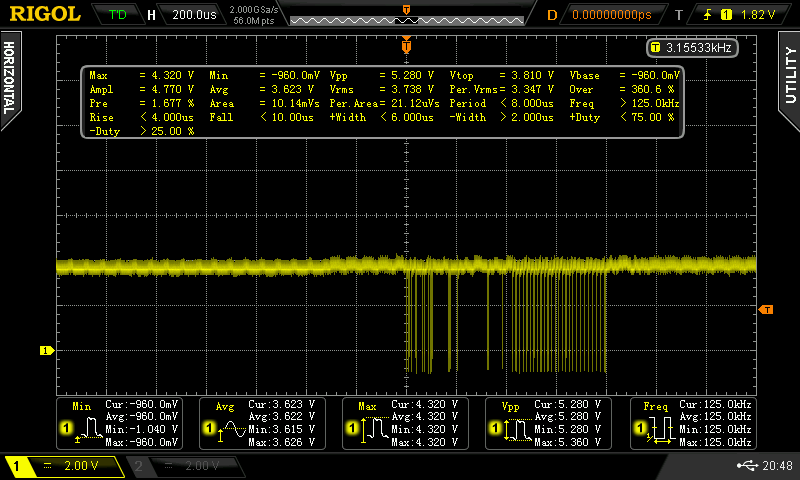 RIGOL T'D H 200.0us 2.000GSa/s 56.0M pts D 0.00000000ps T 1 1.82 V
HORIZONTAL
UTILITY
T
T 3.15533kHz
Max = 4.320 V Min = -960.0mV Vpp = 5.280 V Vtop = 3.810 V Vbase = -960.0mV
Ampl = 4.770 V Avg = 3.623 V Vrms = 3.738 V Per.Vrms= 3.347 V Over = 360.6 %
Pre = 1.677 % Area = 10.14mVs Per.Area= 21.12uVs Period < 8.000us Freq > 125.0kHz
Rise < 4.000us Fall < 10.00us +Width < 6.000us -Width > 2.000us +Duty < 75.00 %
-Duty > 25.00 %
T
1
Min Cur:-960.0mV Avg:-960.0mV Min:-1.040 V Max:-960.0mV
Avg Cur:3.623 V Avg:3.622 V Min:3.615 V Max:3.626 V
Max Cur:4.320 V Avg:4.320 V Min:4.320 V Max:4.320 V
Vpp Cur:5.280 V Avg:5.280 V Min:5.280 V Max:5.360 V
Freq Cur:125.0kHz Avg:125.0kHz Min:125.0kHz Max:125.0kHz
1 2.00 V 2 2.00 V 20:48